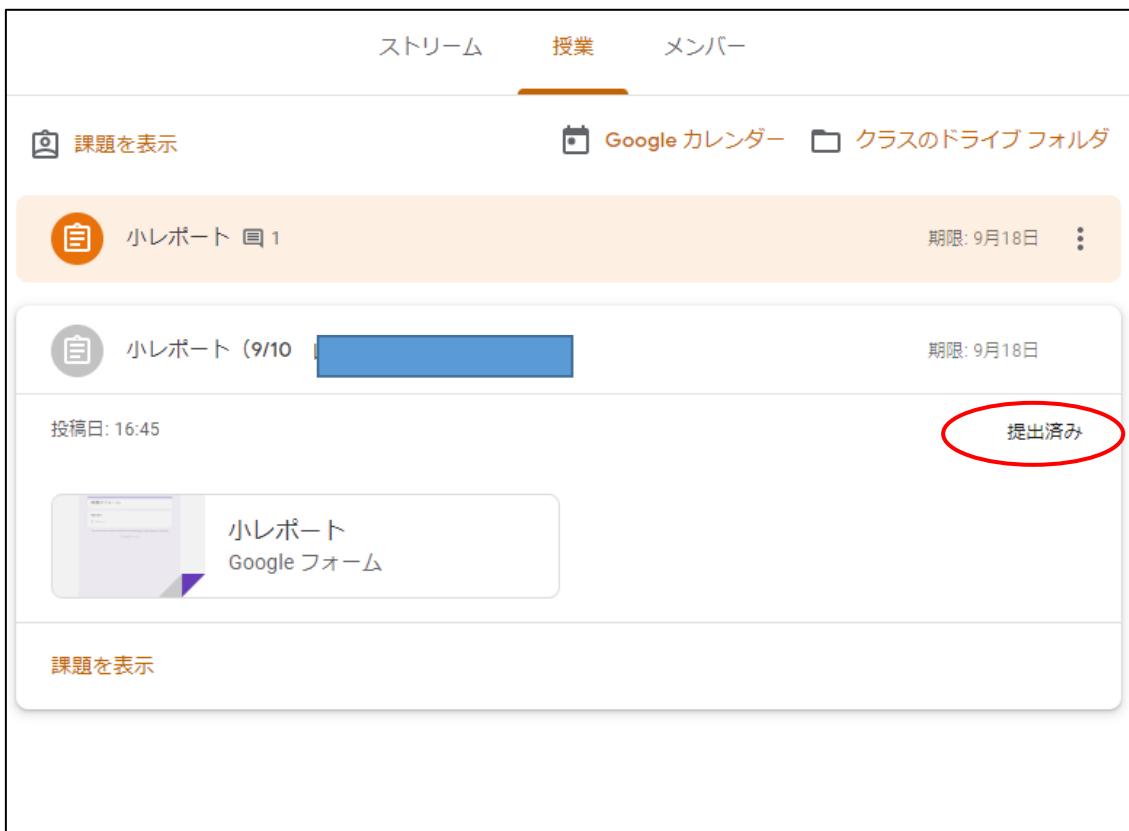 ストリーム 授業 メンバー
課題を表示 Google カレンダー クラスのドライブ フォルダ
小レポート 1 期限: 9月18日
小レポート（9/10 期限: 9月18日
投稿日: 16:45 提出済み
小レポート
Google フォーム
課題を表示